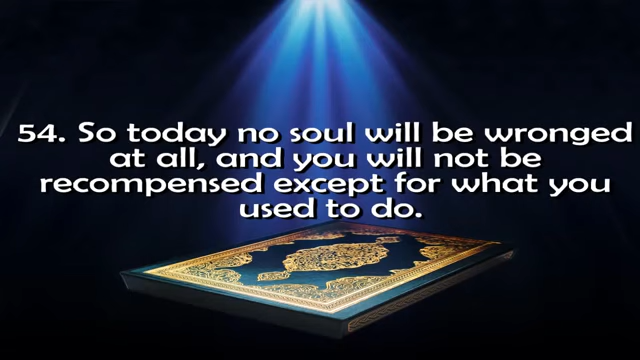 54. So today no soul will be wronged
at all, and you will not be
recompensed except for what you
used to do.